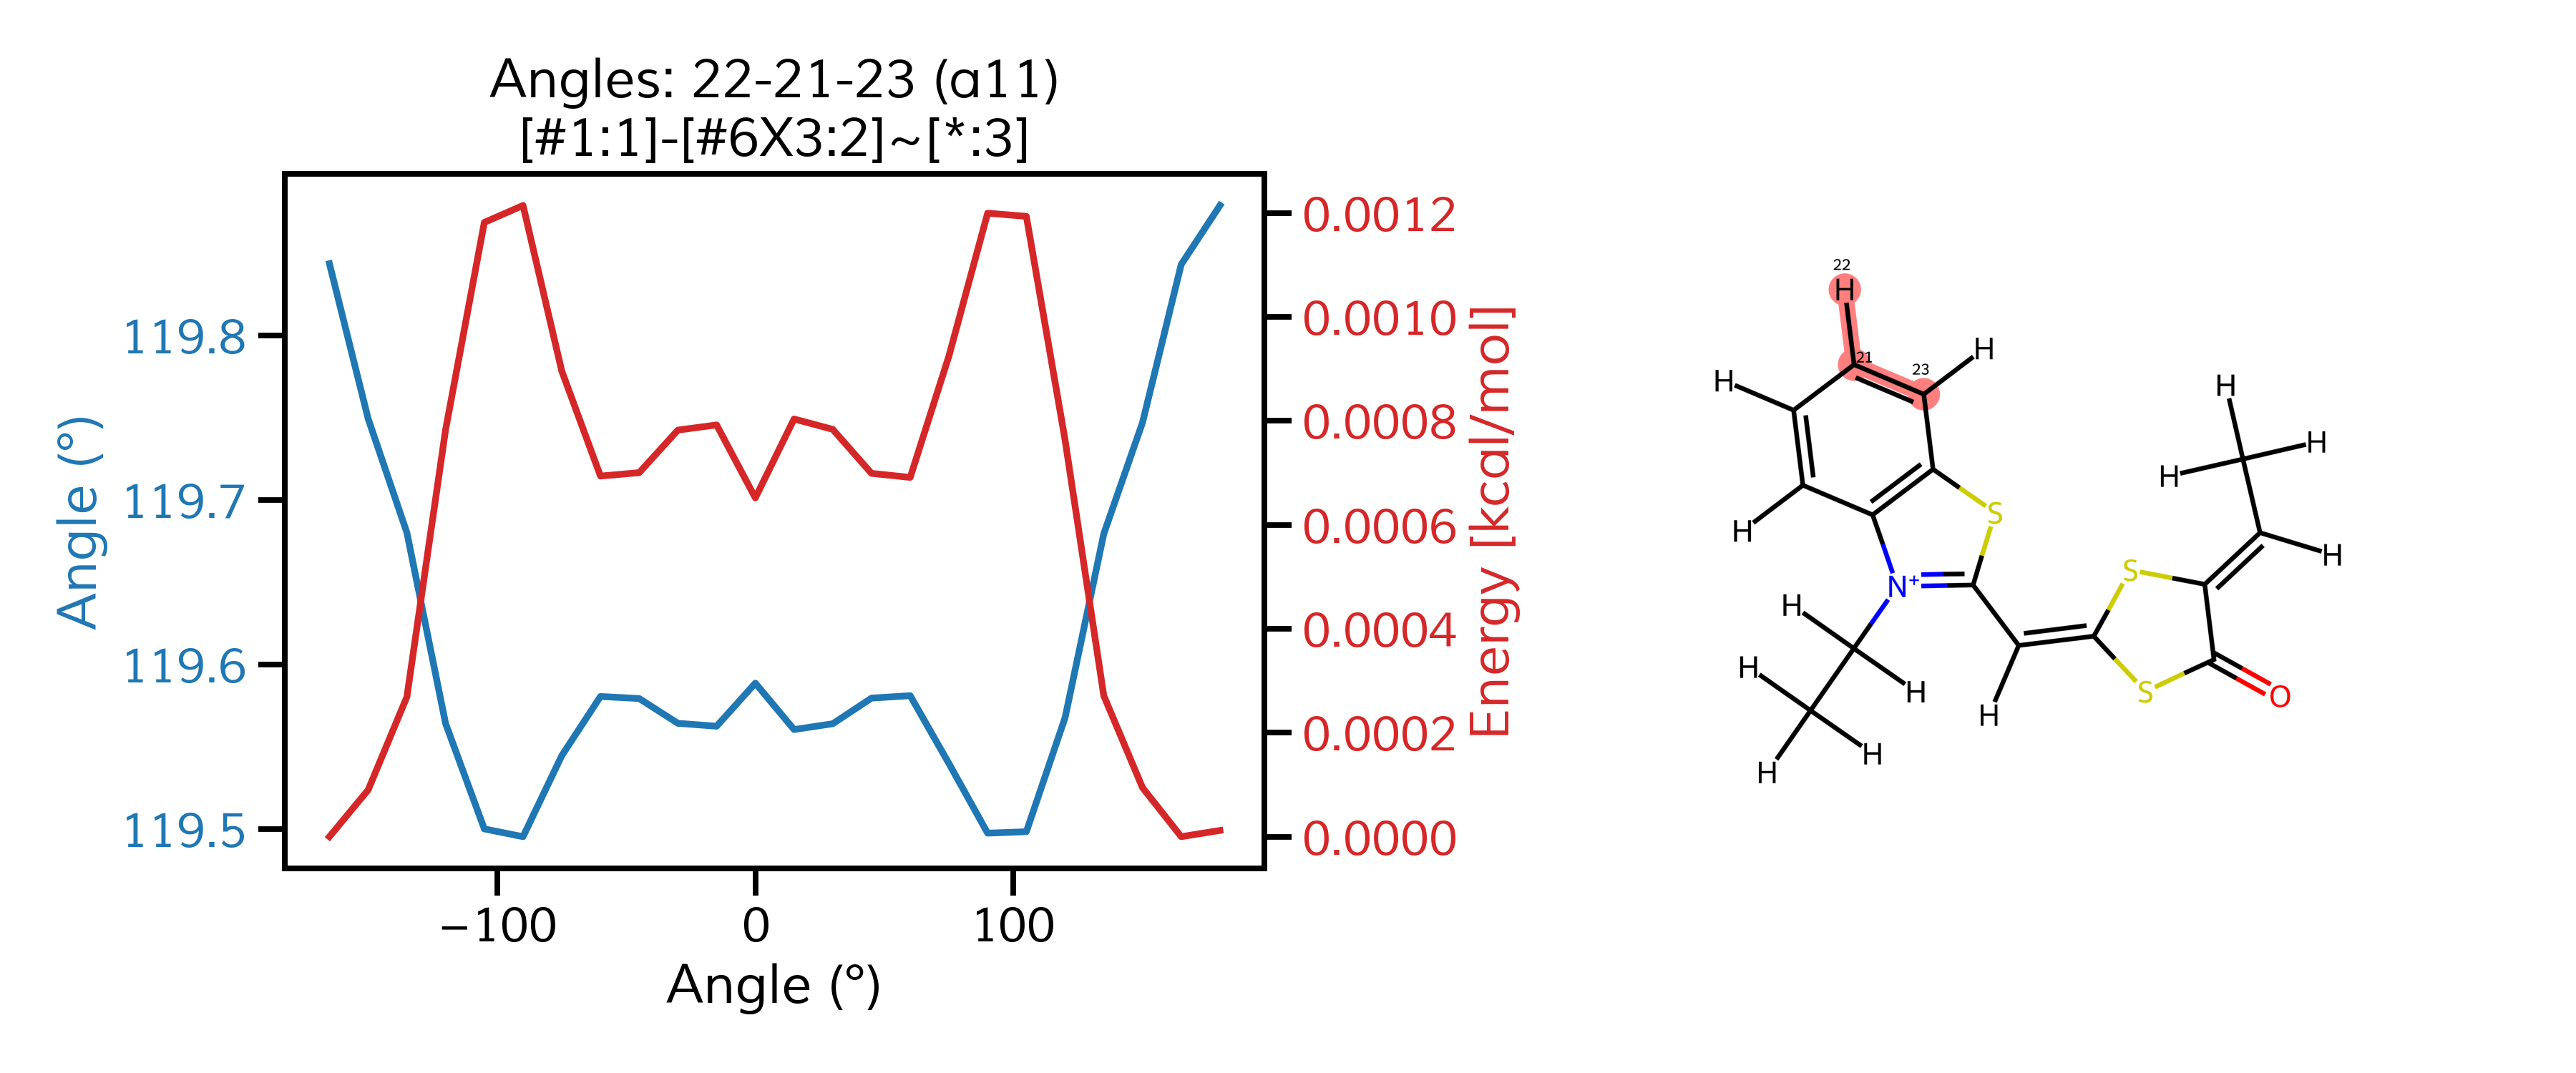 Angles: 22-21-23 (a11)
[#1:1]-[#6X3:2]~[*:3]
Angle (°)
119.8
119.7
119.6
119.5
−100
0
100
Angle (°)
0.0012
0.0010
0.0008
0.0006
0.0004
0.0002
0.0000
Energy [kcal/mol]
22
H
21
23
H
H
H
S
N⁺
H
H
H
H
H
H
S
S
O
H
H
H
H